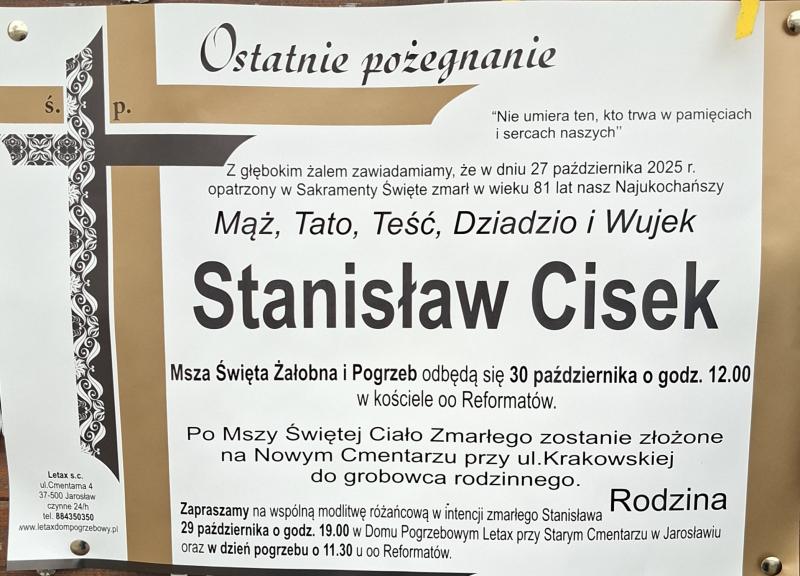 Ostatnie pożegnanie
ś. p.
"Nie umiera ten, kto trwa w pamięciach
i sercach naszych"
Z głębokim żalem zawiadamiamy, że w dniu 27 października 2025 r.
opatrzony w Sakramenty Święte zmarł w wieku 81 lat nasz Najukochańszy
Mąż, Tato, Teść, Dziadzio i Wujek
Stanisław Cisek
Msza Święta Żałobna i Pogrzeb odbędą się 30 października o godz. 12.00
w kościele oo Reformatów.
Po Mszy Świętej Ciało Zmarłego zostanie złożone
na Nowym Cmentarzu przy ul.Krakowskiej
do grobowca rodzinnego.
Rodzina
Zapraszamy na wspólną modlitwę różańcową w intencji zmarłego Stanisława
29 października o godz. 19.00 w Domu Pogrzebowym Letax przy Starym Cmentarzu w Jarosławiu
oraz w dzień pogrzebu o 11.30 u oo Reformatów.
Letax s.c.
ul.Cmentarna 4
37-500 Jarosław
czynne 24/h
tel. 884350350
www.letaxdompogrzebowy.pl